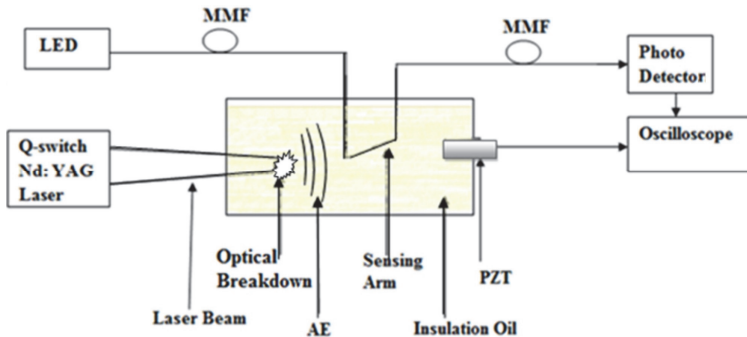 MMF
MMF
LED
Photo
Detector
Q-switch
Nd: YAG
Laser
Oscilloscope
Optical
Breakdown
Sensing
Arm
PZT
Laser Beam
AE
Insulation Oil